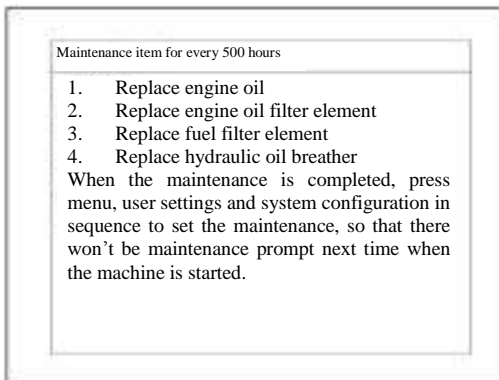 Maintenance item for every 500 hours
1. Replace engine oil
2. Replace engine oil filter element
3. Replace fuel filter element
4. Replace hydraulic oil breather
When the maintenance is completed, press
menu, user settings and system configuration in
sequence to set the maintenance, so that there
won’t be maintenance prompt next time when
the machine is started.